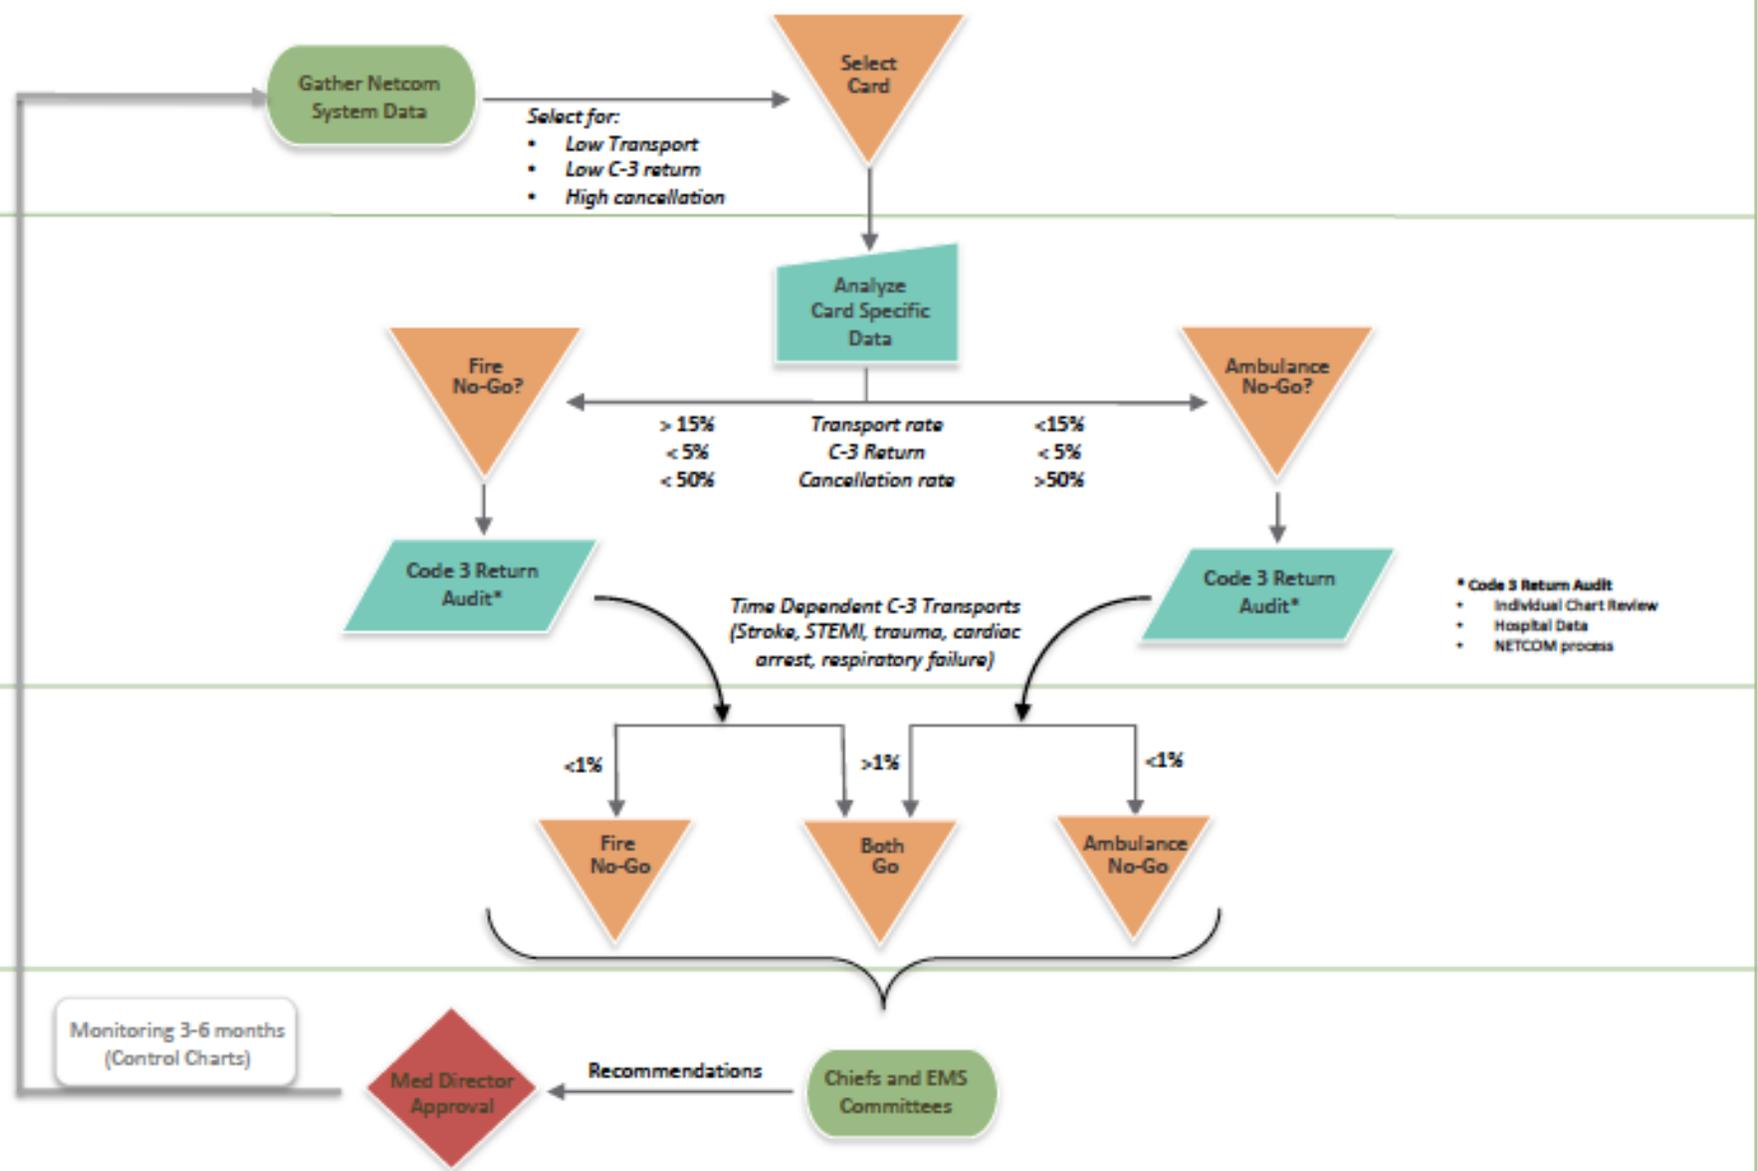 Gather Netcom
System Data
Select
Card
Select for:
• Low Transport
• Low C-3 return
• High cancellation
Analyze
Card Specific
Data
Fire
No-Go?
Ambulance
No-Go?
> 15% Transport rate <15%
< 5% C-3 Return < 5%
< 50% Cancellation rate >50%
Code 3 Return
Audit*
Time Dependent C-3 Transports
(Stroke, STEMI, trauma, cardiac
arrest, respiratory failure)
Code 3 Return
Audit*
* Code 3 Return Audit
• Individual Chart Review
• Hospital Data
• NETCOM process
<1%
>1%
<1%
Fire
No-Go
Both
Go
Ambulance
No-Go
Monitoring 3-6 months
(Control Charts)
Med Director
Approval
Recommendations
Chiefs and EMS
Committees